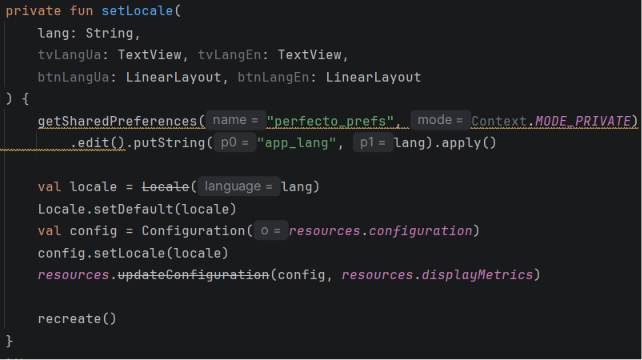 private fun setLocale(
lang: String,
tvLangUa: TextView, tvLangEn: TextView,
btnLangUa: LinearLayout, btnLangEn: LinearLayout
) {
getSharedPreferences( name = "perfecto_prefs", mode = Context.MODE_PRIVATE)
.edit().putString( p0 = "app_lang", p1 = lang).apply()
val locale = Locale( language = lang)
Locale.setDefault(locale)
val config = Configuration( o = resources.configuration)
config.setLocale(locale)
resources.updateConfiguration(config, resources.displayMetrics)
recreate()
}